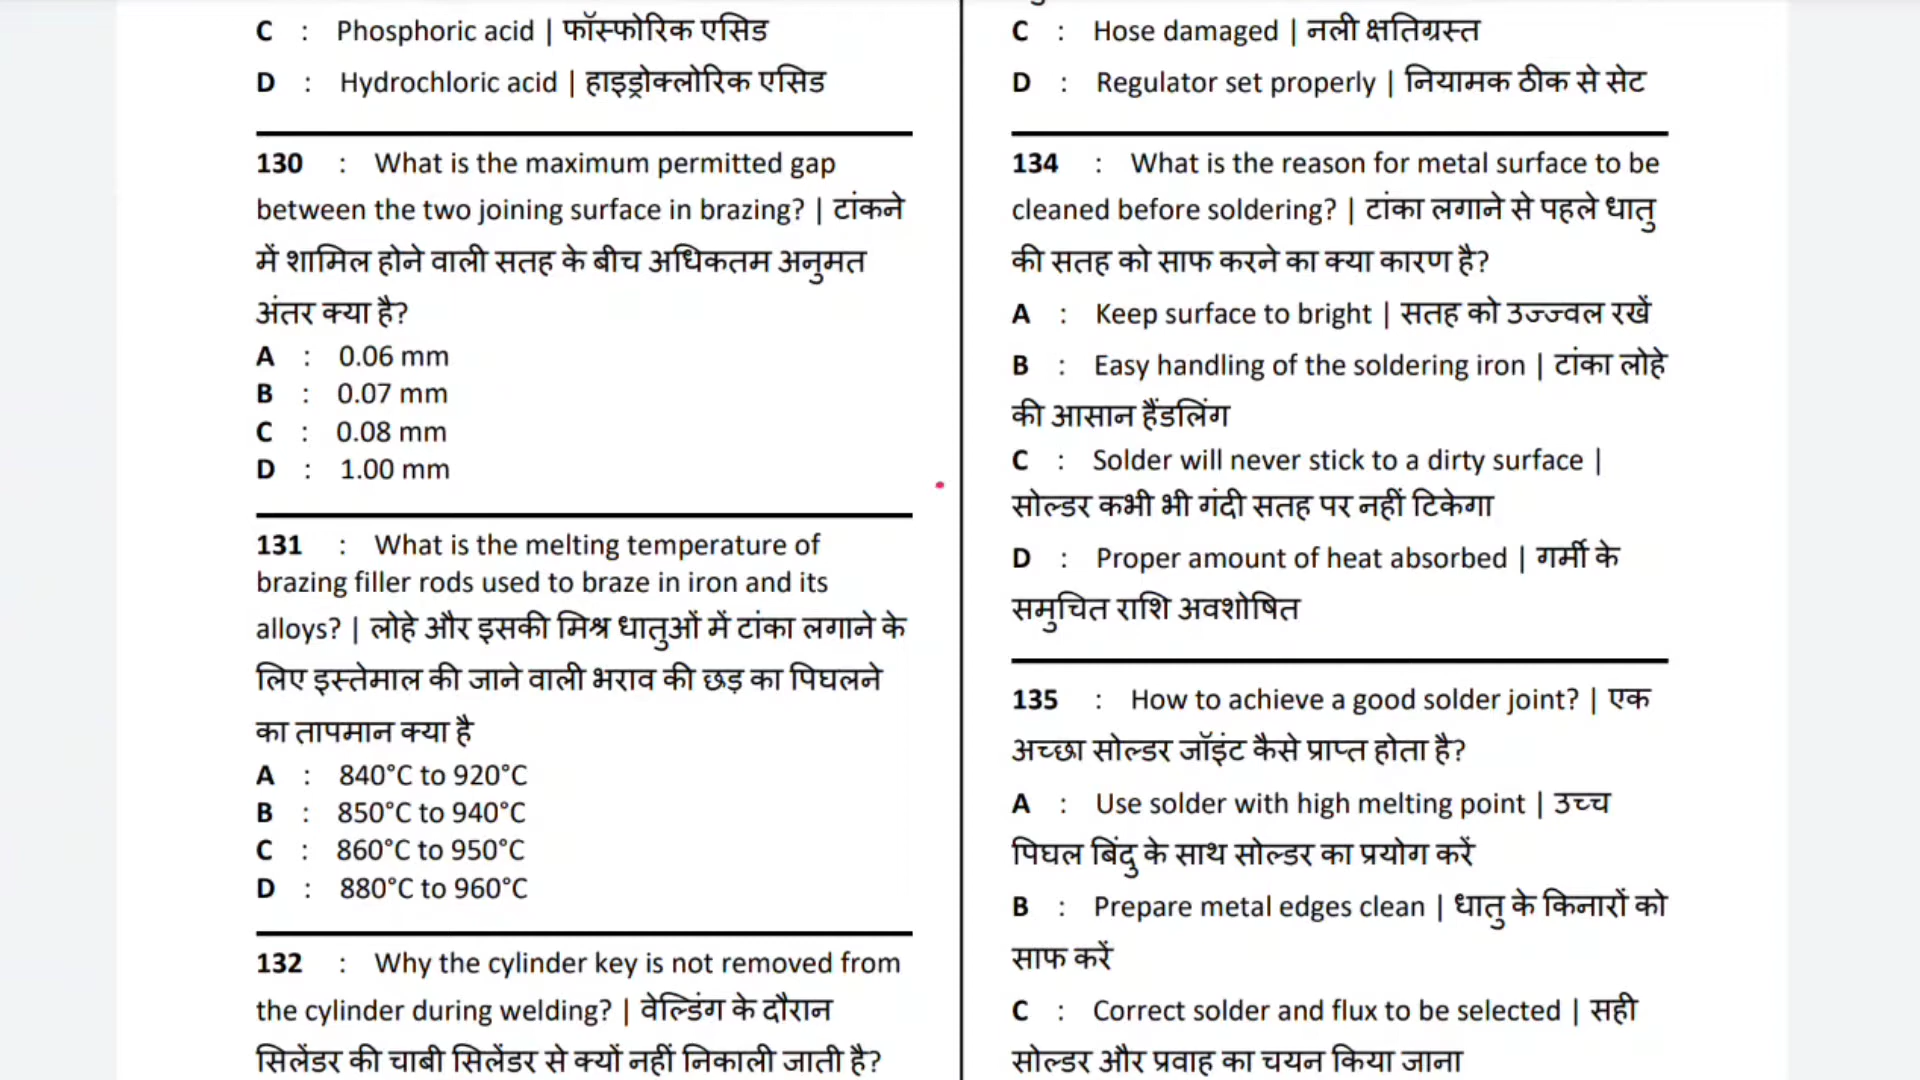 C : Phosphoric acid | फॉस्फोरिक एसिड
D : Hydrochloric acid | हाइड्रोक्लोरिक एसिड
130 : What is the maximum permitted gap
between the two joining surface in brazing? | टांकने
में शामिल होने वाली सतह के बीच अधिकतम अनुमत
अंतर क्या है?
A : 0.06 mm
B : 0.07 mm
C : 0.08 mm
D : 1.00 mm
131 : What is the melting temperature of
brazing filler rods used to braze in iron and its
alloys? | लोहे और इसकी मिश्र धातुओं में टांका लगाने के
लिए इस्तेमाल की जाने वाली भराव की छड़ का पिघलने
का तापमान क्या है
A : 840°C to 920°C
B : 850°C to 940°C
C : 860°C to 950°C
D : 880°C to 960°C
132 : Why the cylinder key is not removed from
the cylinder during welding? | वेल्डिंग के दौरान
सिलेंडर की चाबी सिलेंडर से क्यों नहीं निकाली जाती है?
C : Hose damaged | नली क्षतिग्रस्त
D : Regulator set properly | नियामक ठीक से सेट
134 : What is the reason for metal surface to be
cleaned before soldering? | टांका लगाने से पहले धातु
की सतह को साफ करने का क्या कारण है?
A : Keep surface to bright | सतह को उज्ज्वल रखें
B : Easy handling of the soldering iron | टांका लोहे
की आसान हैंडलिंग
C : Solder will never stick to a dirty surface |
सोल्डर कभी भी गंदी सतह पर नहीं टिकेगा
D : Proper amount of heat absorbed | गर्मी के
समुचित राशि अवशोषित
135 : How to achieve a good solder joint? | एक
अच्छा सोल्डर जॉइंट कैसे प्राप्त होता है?
A : Use solder with high melting point | उच्च
पिघल बिंदु के साथ सोल्डर का प्रयोग करें
B : Prepare metal edges clean | धातु के किनारों को
साफ करें
C : Correct solder and flux to be selected | सही
सोल्डर और प्रवाह का चयन किया जाना